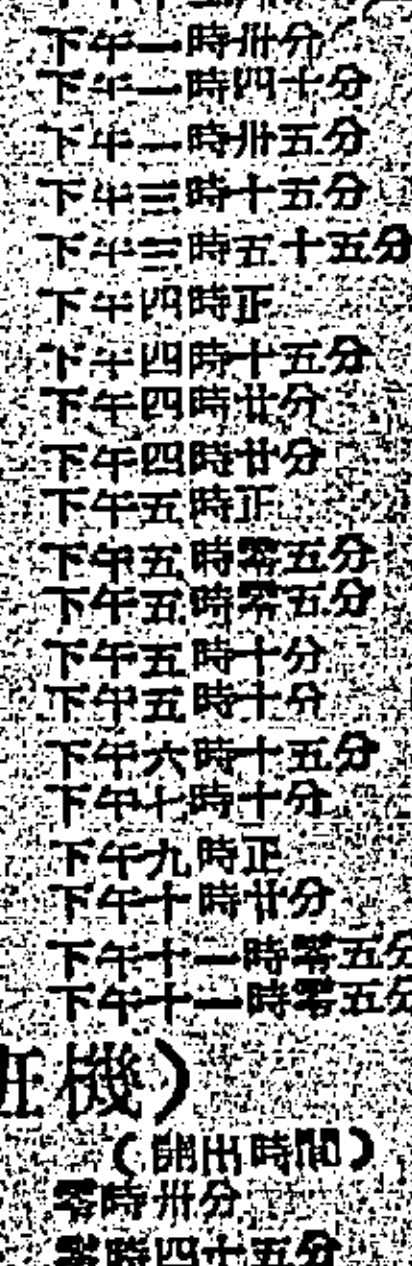 下午一時卅分
下午一時四十分
下午一時卅五分
下午三時十五分
下午三時五十五分
下午四時正
下午四時十五分
下午四時廿分
下午四時廿分
下午五時正
下午五時零五分
下午五時零五分
下午五時十分
下午五時十分
下午六時十五分
下午七時十分
下午九時正
下午十時廿分
下午十一時零五分
下午十一時零五分
班機）
（開出時間）
零時卅分
零時四十五分